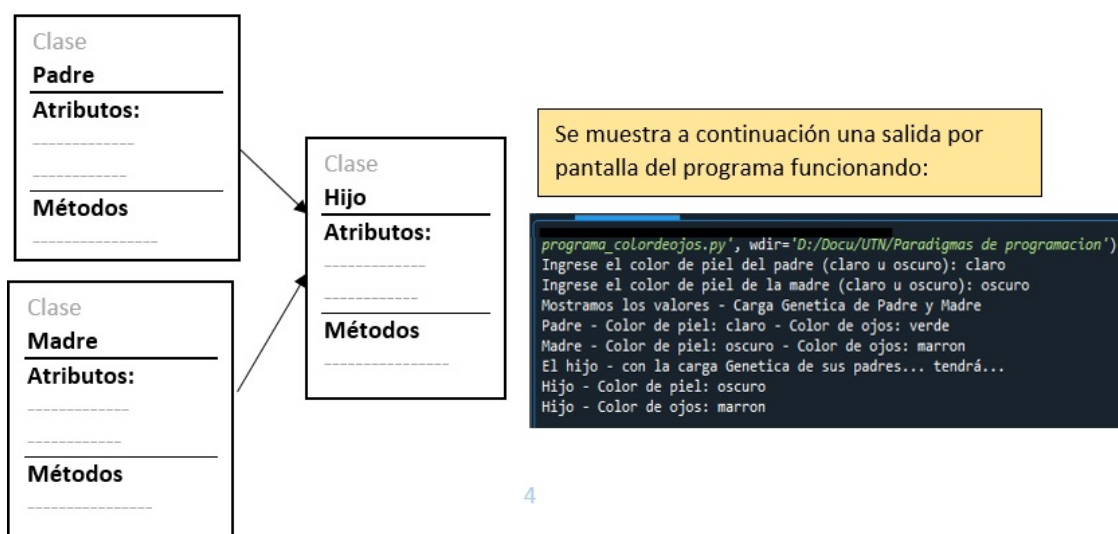 Clase
Padre
Atributos:
Métodos
Clase
Madre
Atributos:
Métodos
Clase
Hijo
Atributos:
Métodos
Se muestra a continuación una salida por
pantalla del programa funcionando:
programa_colordeojos.py', wdir='D:/Docu/UTN/Paradigmas de programacion')
Ingrese el color de piel del padre (claro u oscuro): claro
Ingrese el color de piel de la madre (claro u oscuro): oscuro
Mostramos los valores - Carga Genetica de Padre y Madre
Padre - Color de piel: claro - Color de ojos: verde
Madre - Color de piel: oscuro - Color de ojos: marron
El hijo - con la carga Genetica de sus padres... tendrá...
Hijo - Color de piel: oscuro
Hijo - Color de ojos: marron
4